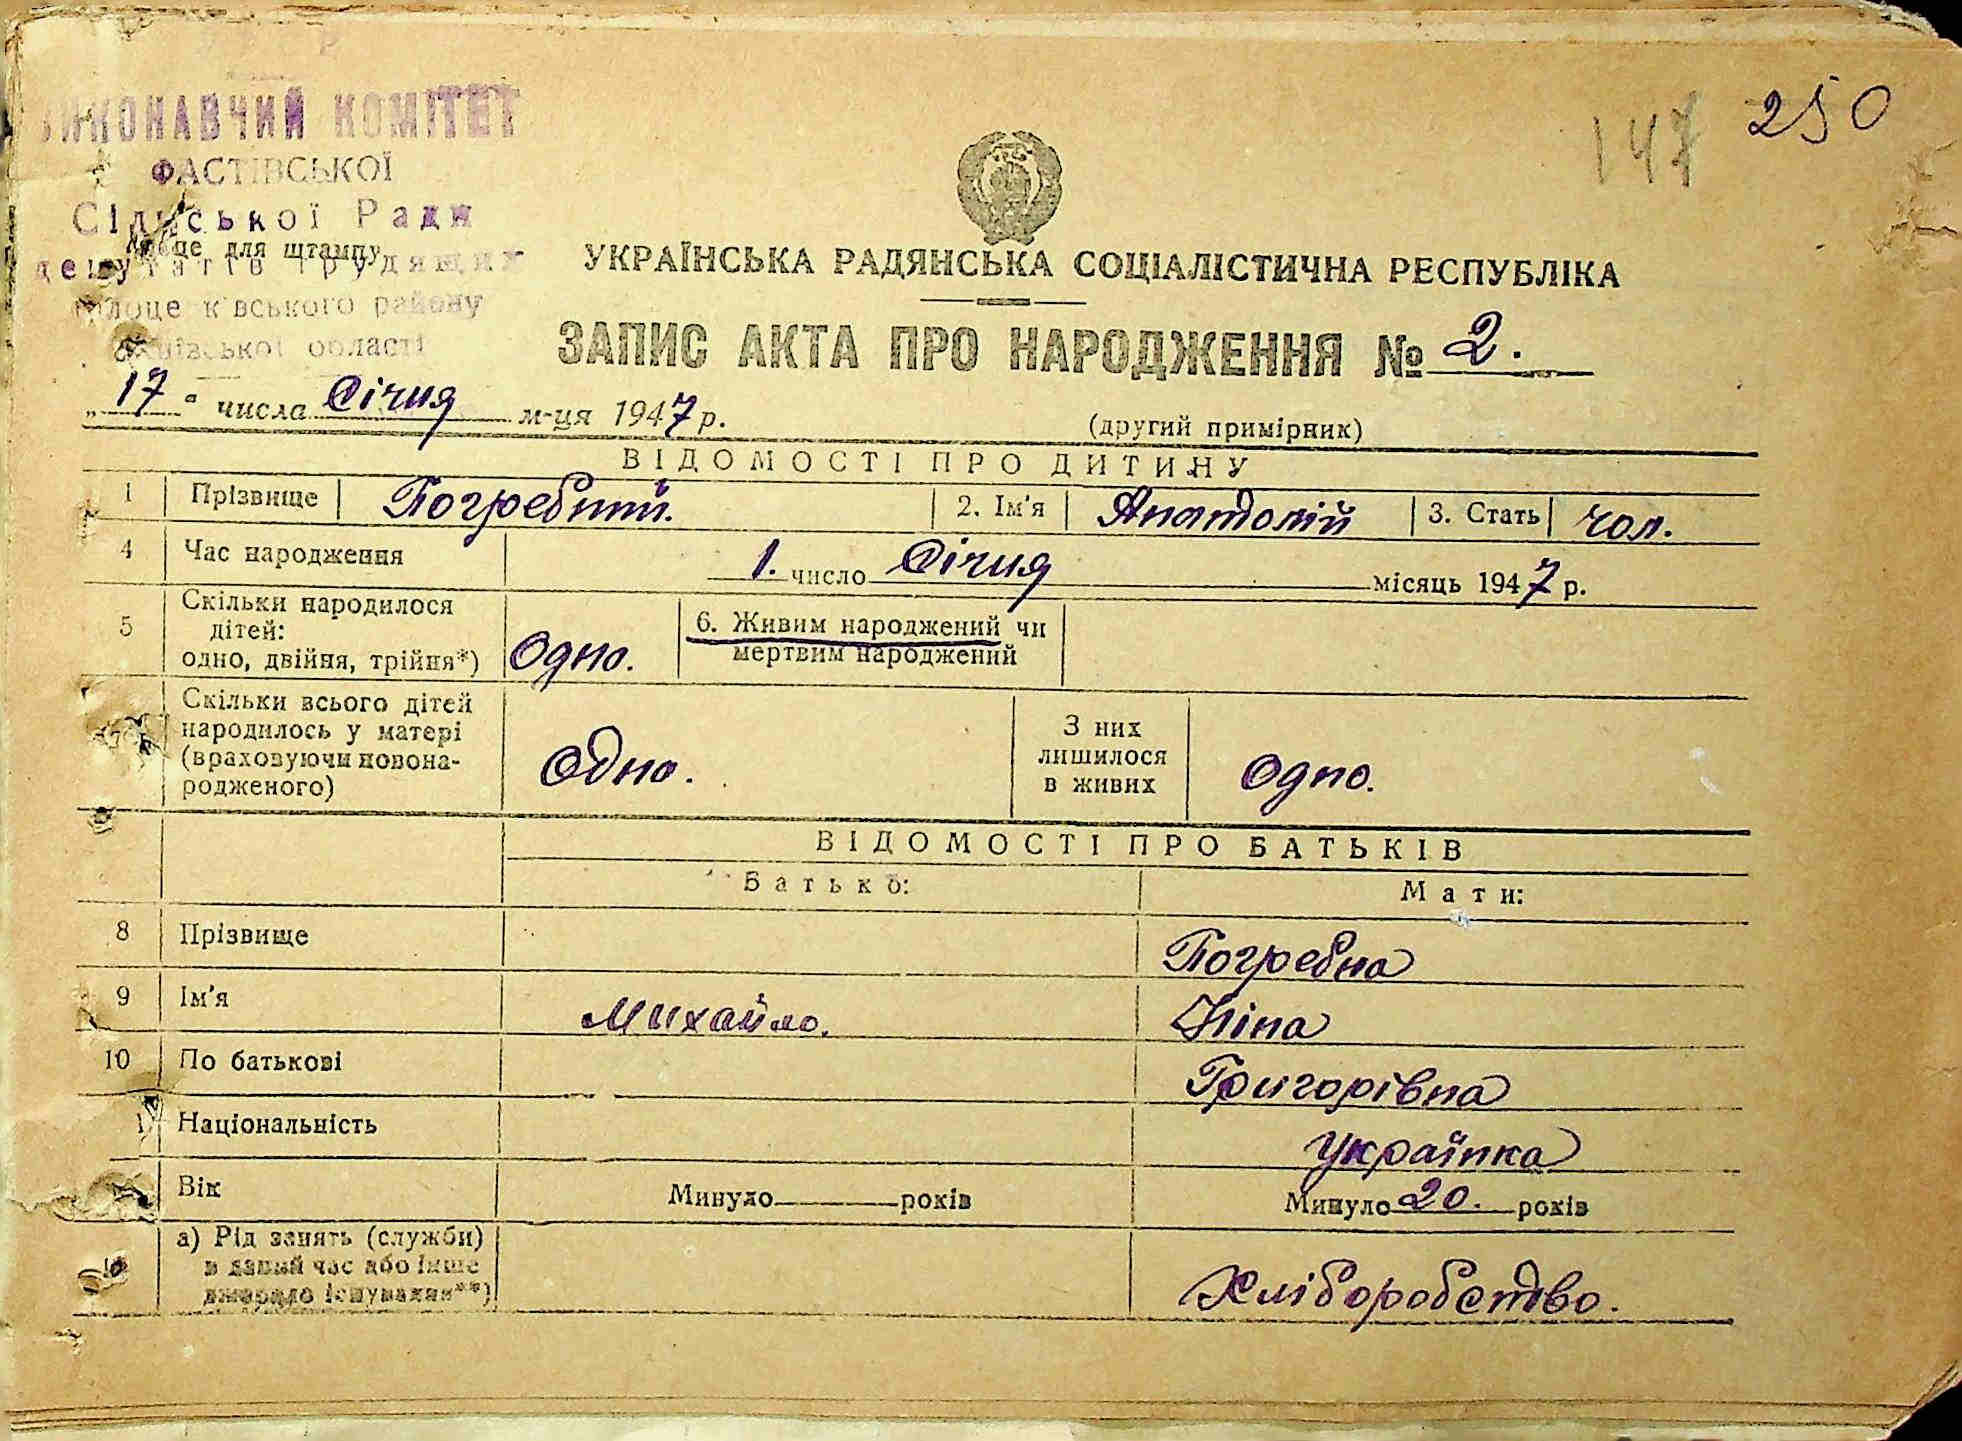 ВИКОНАВЧИЙ КОМІТЕТ
ФАСТІВСЬКОЇ
Сільської Ради
Місце для штампу
депутатів трудящих
Білоцерківського району
Київської області
147 250
УКРАЇНСЬКА РАДЯНСЬКА СОЦІАЛІСТИЧНА РЕСПУБЛІКА
ЗАПИС АКТА ПРО НАРОДЖЕННЯ № 2.
„17" числа Січня м-ця 1947 р.
(другий примірник)
ВІДОМОСТІ ПРО ДИТИНУ
1 Прізвище Погребний. 2. Ім'я Анатолій 3. Стать чол.
4 Час народження 1. число Січня місяць 1947 р.
5 Скільки народилося
дітей:
одно, двійня, трійня*) Одно. 6. Живим народжений чи
мертвим народжений
Скільки всього дітей
народилось у матері
(враховуючи новона-
родженого) Одно. З них
лишилося
в живих Одно.
ВІДОМОСТІ ПРО БАТЬКІВ
Батько: Мати:
8 Прізвище Погребна
9 Ім'я Михайло. Ніна
10 По батькові Григорівна
Національність Українка
Вік Минуло років Минуло 20. років
а) Рід занять (служби)
в даний час або інше
джерело існування**) Хліборобство.